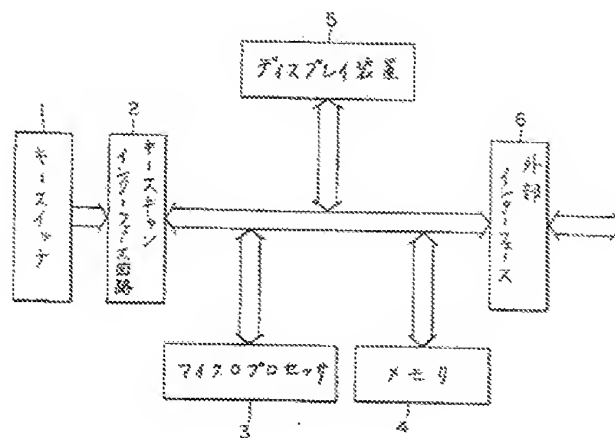 5
ディスプレイ装置
1
キースイッチ
2
キースキャン
インターフェース回路
6
外部
インターフェース
マイクロプロセッサ
3
メモリ
4